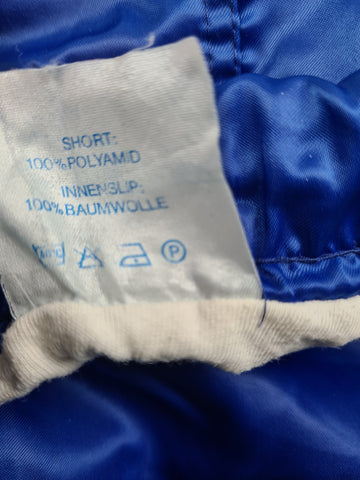 SHORT:
100%POLYAMID
INNENSLIP:
100%BAUMWOLLE
P